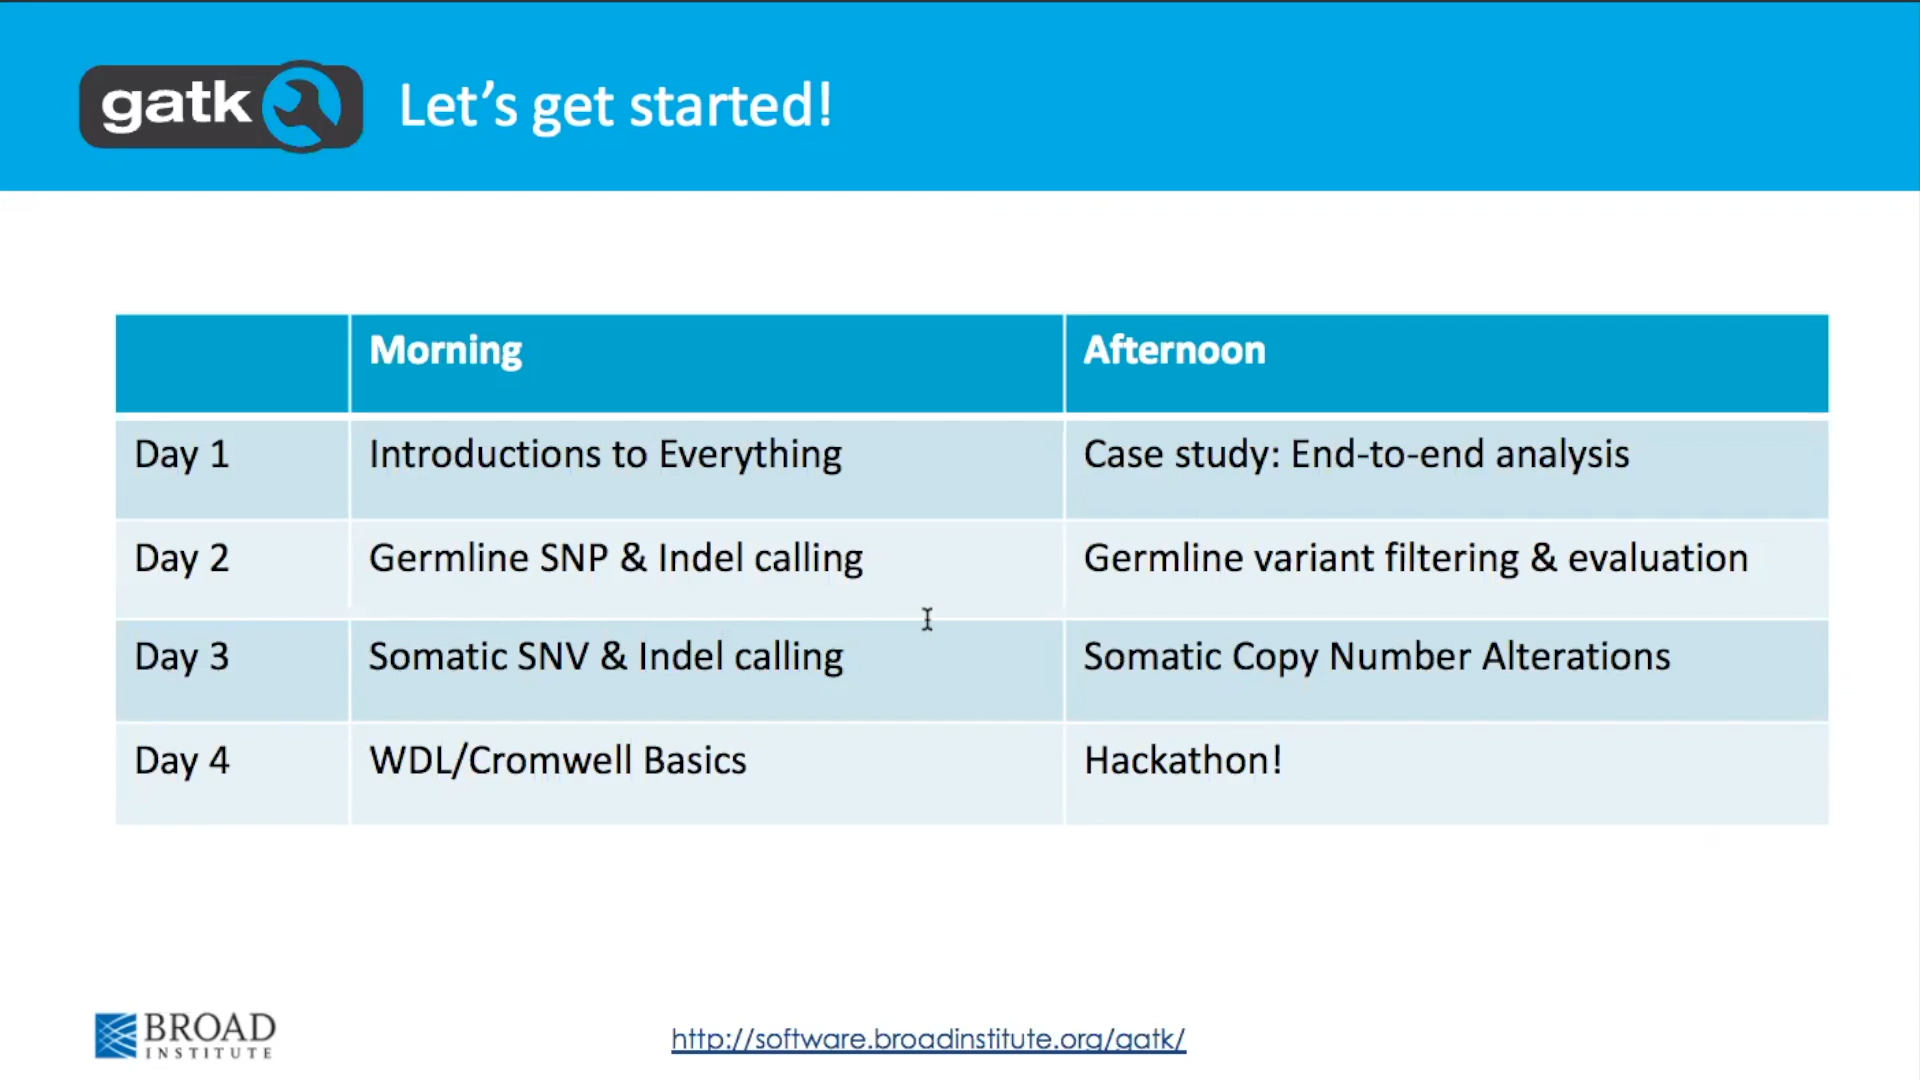 gatk Let's get started!
Morning Afternoon
Day 1 Introductions to Everything Case study: End-to-end analysis
Day 2 Germline SNP & Indel calling Germline variant filtering & evaluation
Day 3 Somatic SNV & Indel calling Somatic Copy Number Alterations
Day 4 WDL/Cromwell Basics Hackathon!
BROAD
INSTITUTE
http://software.broadinstitute.org/gatk/